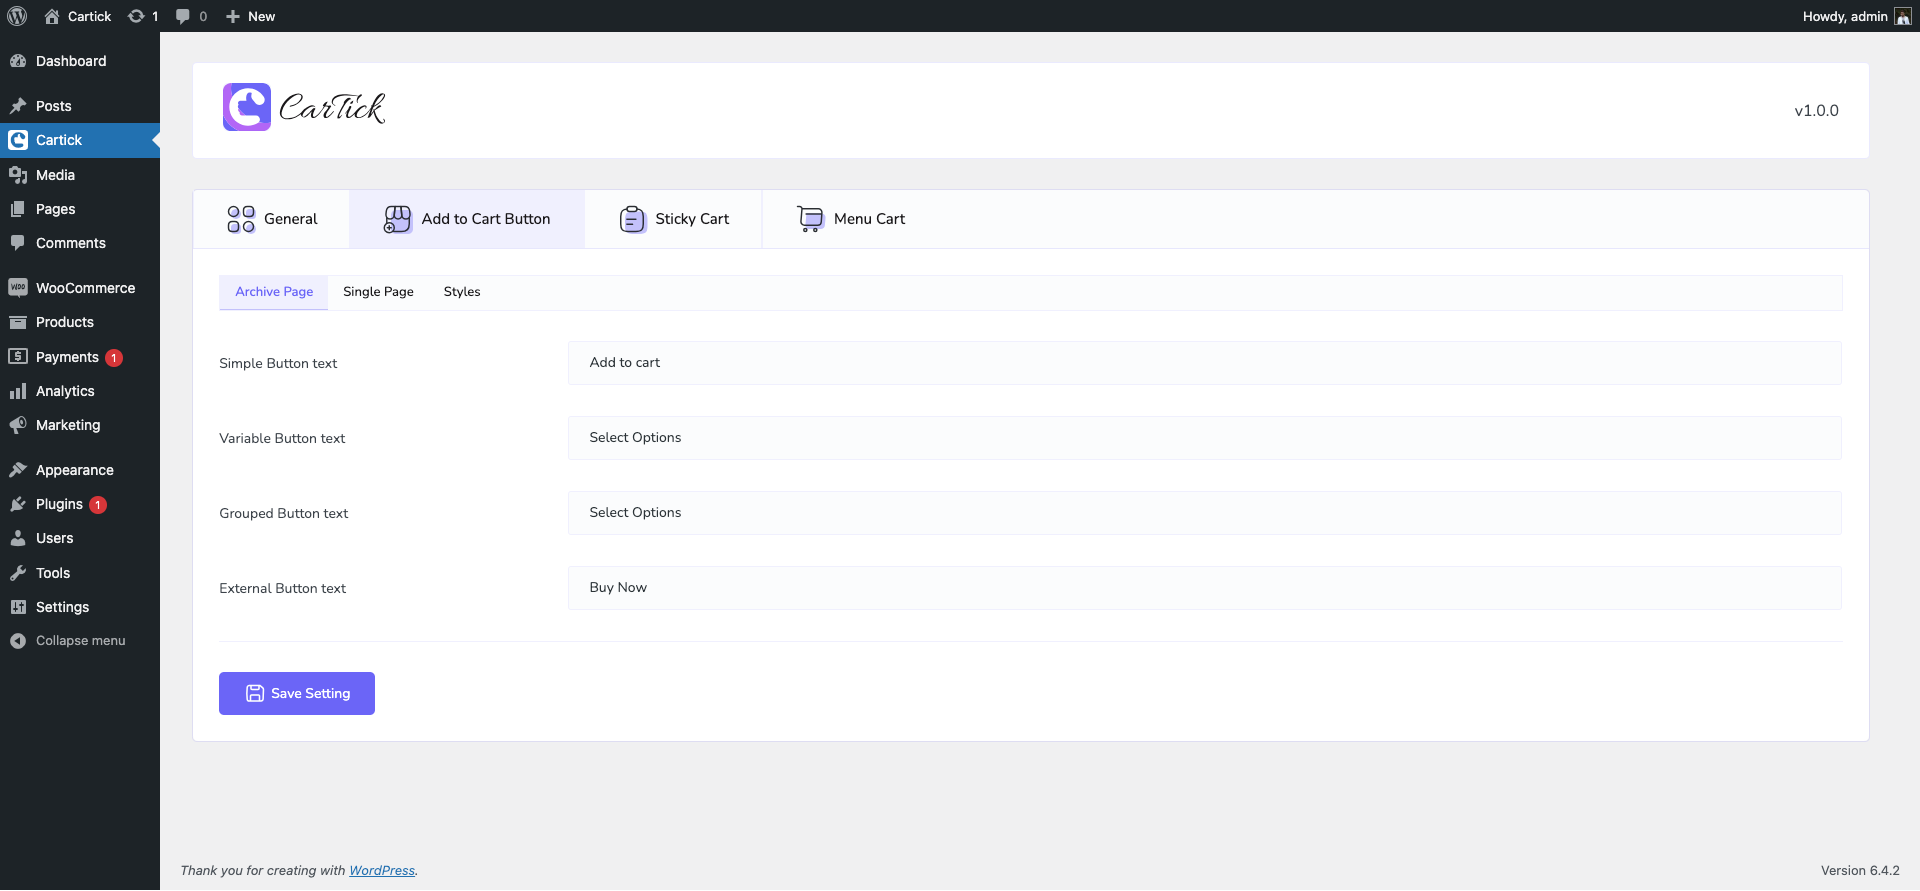 Cartick 1 0 New Howdy, admin
Dashboard
Posts
Cartick
Media
Pages
Comments
WooCommerce
Products
Payments 1
Analytics
Marketing
Appearance
Plugins 1
Users
Tools
Settings
Collapse menu
CarTick
v1.0.0
General Add to Cart Button Sticky Cart Menu Cart
Archive Page Single Page Styles
Simple Button text Add to cart
Variable Button text Select Options
Grouped Button text Select Options
External Button text Buy Now
Save Setting
Thank you for creating with WordPress. Version 6.4.2